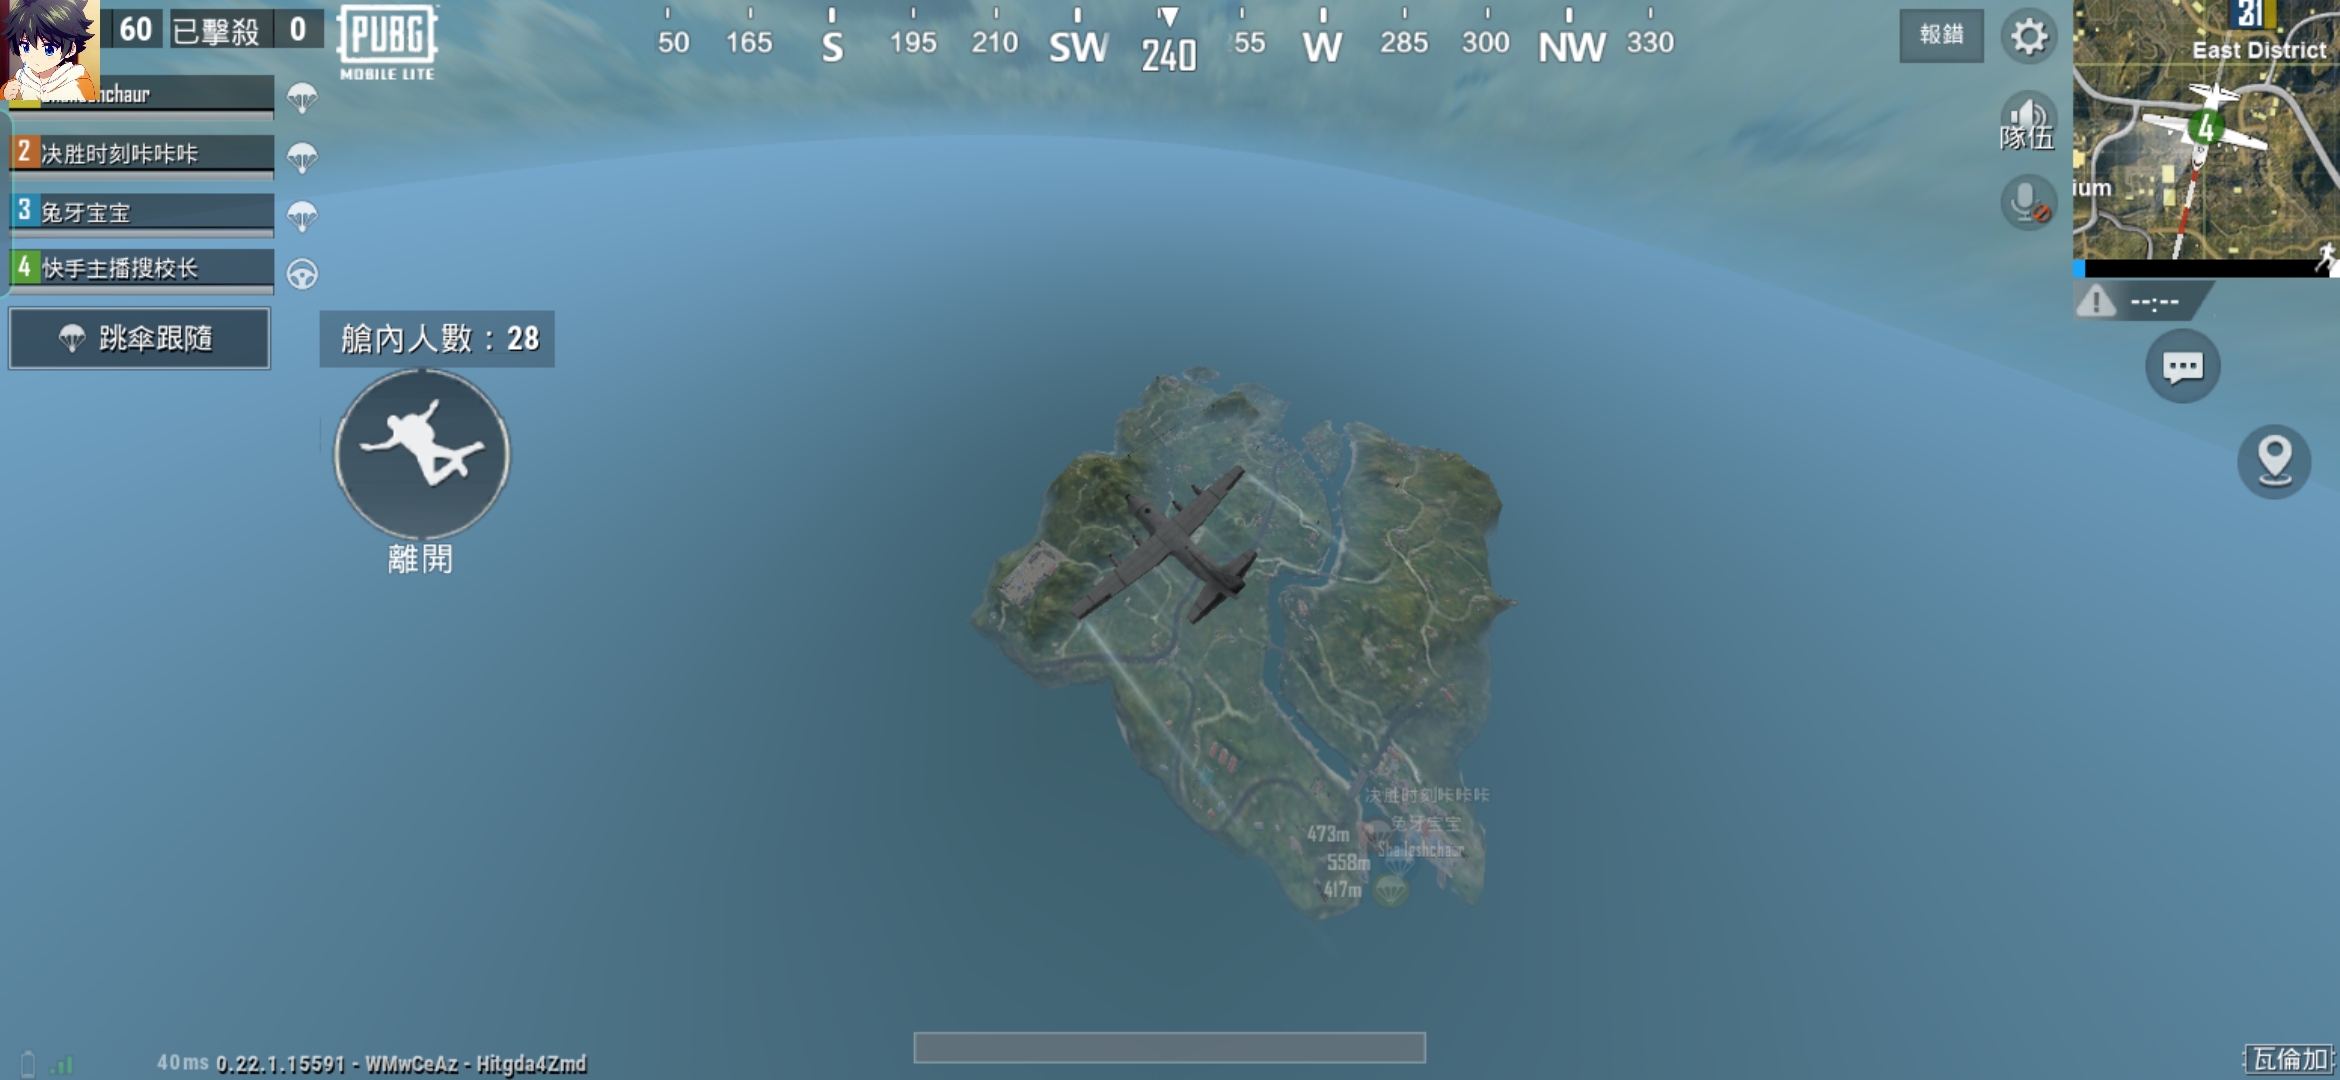 60 已擊殺 0
PUBG
MOBILE LITE
50 165 S 195 210 SW 240 55 W 285 300 NW 330
報錯
31
East District
隊伍
4
ium
2 决胜时刻咔咔咔
3 兔牙宝宝
4 快手主播搜校长
--:--
跳傘跟隨
艙內人數：28
離開
决胜时刻咔咔咔
兔牙宝宝
473m
Shaileshchaur
558m
417m
40ms 0.22.1.15591 - WMwCeAz - Hitgda4Zmd
瓦倫加